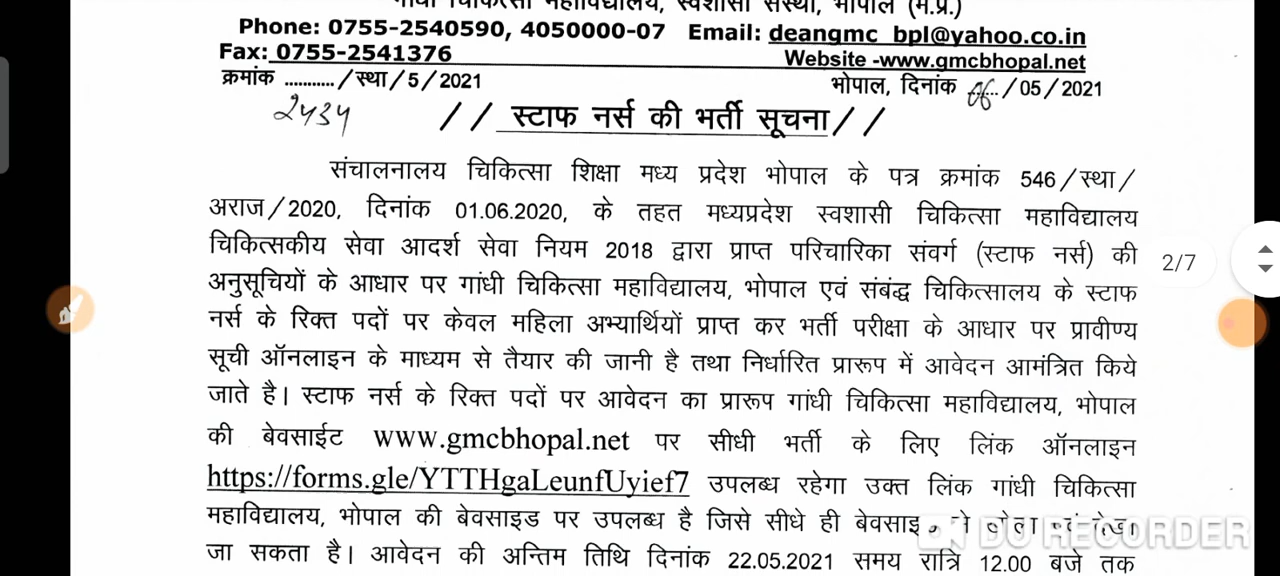 गांधी चिकित्सा महाविद्यालय, स्वशासी संस्था, भोपाल (म.प्र.)
Phone: 0755-2540590, 4050000-07 Email: deangmc_bpl@yahoo.co.in
Fax: 0755-2541376 Website -www.gmcbhopal.net
क्रमांक .........../स्था/5/2021 भोपाल, दिनांक 06.../05/2021
2434 // स्टाफ नर्स की भर्ती सूचना//
संचालनालय चिकित्सा शिक्षा मध्य प्रदेश भोपाल के पत्र क्रमांक 546/स्था/
अराज/2020, दिनांक 01.06.2020, के तहत मध्यप्रदेश स्वशासी चिकित्सा महाविद्यालय
चिकित्सकीय सेवा आदर्श सेवा नियम 2018 द्वारा प्राप्त परिचारिका संवर्ग (स्टाफ नर्स) की
2/7
अनुसूचियों के आधार पर गांधी चिकित्सा महाविद्यालय, भोपाल एवं संबंद्ध चिकित्सालय के स्टाफ
नर्स के रिक्त पदों पर केवल महिला अभ्यार्थियों प्राप्त कर भर्ती परीक्षा के आधार पर प्रावीण्य
सूची ऑनलाइन के माध्यम से तैयार की जानी है तथा निर्धारित प्रारूप में आवेदन आमंत्रित किये
जाते है। स्टाफ नर्स के रिक्त पदों पर आवेदन का प्रारूप गांधी चिकित्सा महाविद्यालय, भोपाल
की बेवसाईट www.gmcbhopal.net पर सीधी भर्ती के लिए लिंक ऑनलाइन
https://forms.gle/YTTHgaLeunfUyief7 उपलब्ध रहेगा उक्त लिंक गांधी चिकित्सा
महाविद्यालय, भोपाल की बेवसाइड पर उपलब्ध है जिसे सीधे ही
DU RECORDER
जा सकता है। आवेदन की अन्तिम तिथि दिनांक 22.05.2021 समय रात्रि 12.00 बजे तक